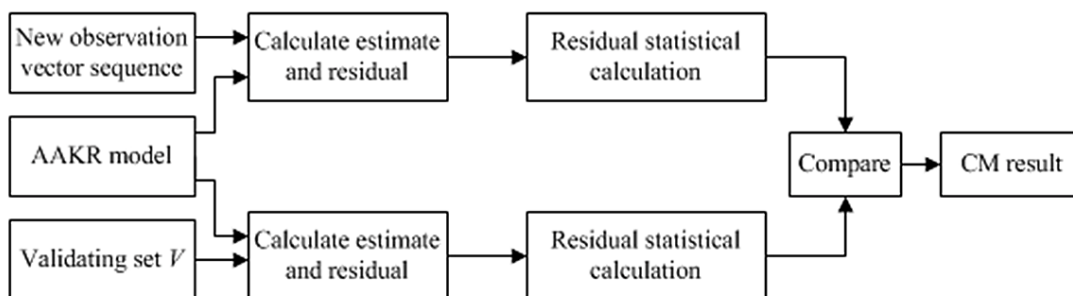 New observation
vector sequence
Calculate estimate
and residual
Residual statistical
calculation
AAKR model
Compare
CM result
Validating set V
Calculate estimate
and residual
Residual statistical
calculation